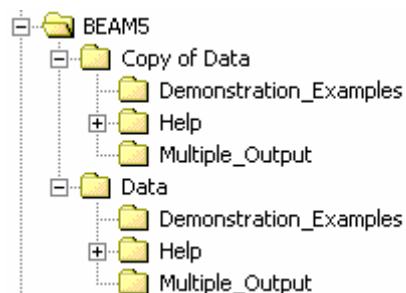 BEAM5
Copy of Data
Demonstration_Examples
Help
Multiple_Output
Data
Demonstration_Examples
Help
Multiple_Output